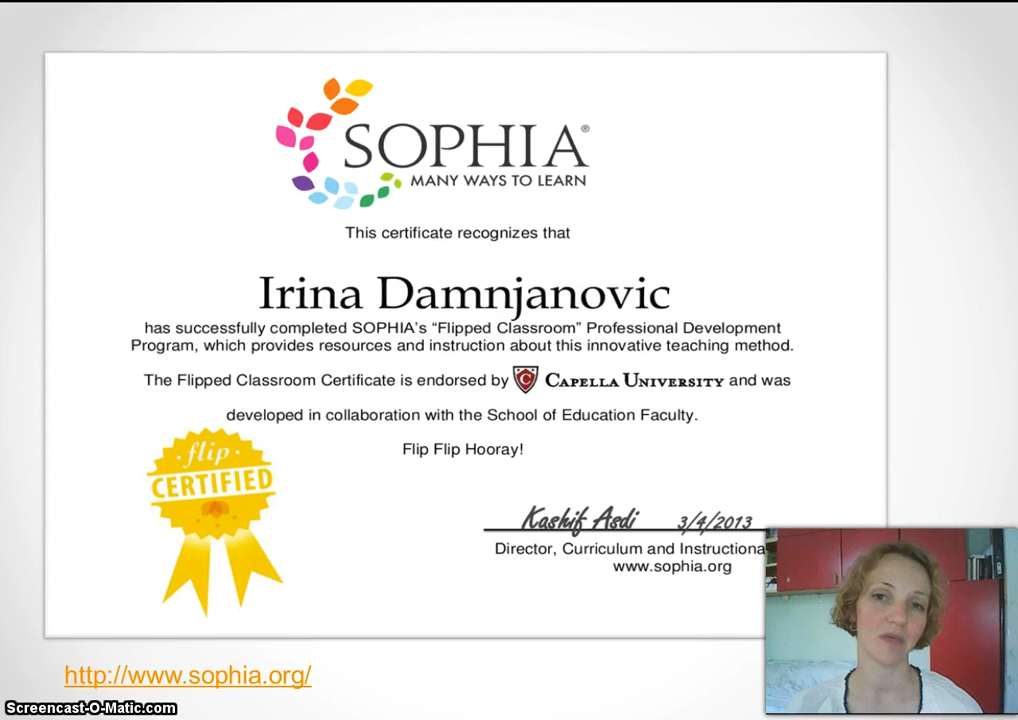 SOPHIA®
MANY WAYS TO LEARN
This certificate recognizes that
Irina Damnjanovic
has successfully completed SOPHIA's “Flipped Classroom” Professional Development
Program, which provides resources and instruction about this innovative teaching method.
The Flipped Classroom Certificate is endorsed by C CAPELLA UNIVERSITY and was
developed in collaboration with the School of Education Faculty.
Flip Flip Hooray!
· flip ·
CERTIFIED
Kashif Asdi 3/4/2013
Director, Curriculum and Instructiona
www.sophia.org
http://www.sophia.org/
Screencast-O-Matic.com